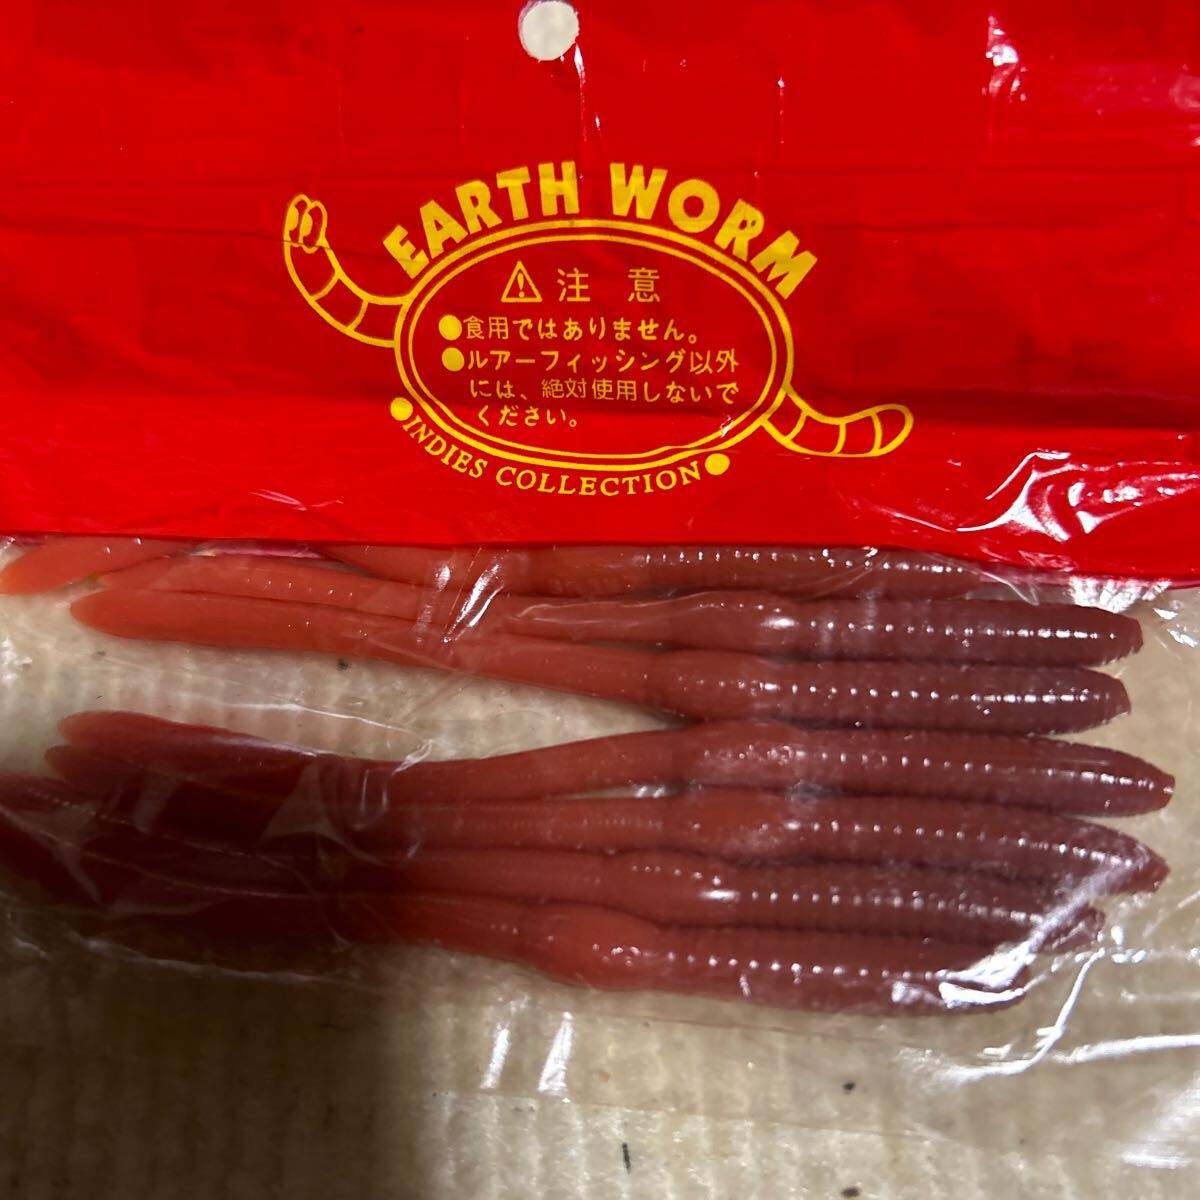 EARTH WORM
⚠注 意
●食用ではありません。
●ルアーフィッシング以外
には、絶対使用しないで
ください。
●INDIES COLLECTION●